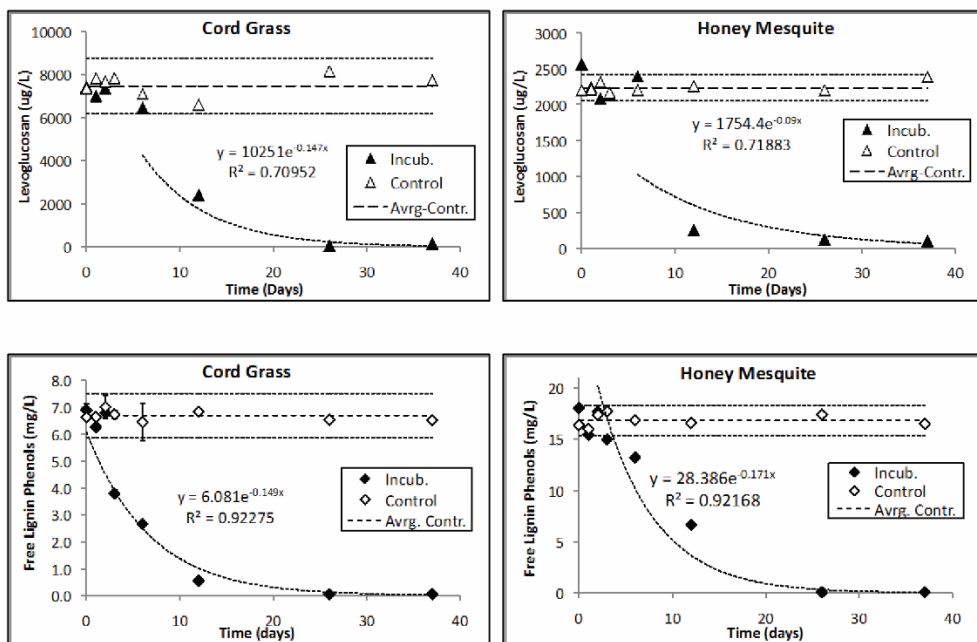 Cord Grass
10000
8000
6000
4000
2000
0
Levoglucosan (ug/L)
y = 10251e^-0.147x
R² = 0.70952
Incub.
Control
Avrg-Contr.
0 10 20 30 40
Time (Days)
Honey Mesquite
3000
2500
2000
1500
1000
500
0
Levoglucosan (ug/L)
y = 1754.4e^-0.09x
R² = 0.71883
Incub.
Control
Avrg-Contr.
0 10 20 30 40
Time (Days)
Cord Grass
8.0
7.0
6.0
5.0
4.0
3.0
2.0
1.0
0.0
Free Lignin Phenols (mg/L)
y = 6.081e^-0.149x
R² = 0.92275
Incub.
Control
Avrg. Contr.
0 10 20 30 40
Time (days)
Honey Mesquite
20
15
10
5
0
Free Lignin Phenols (mg/L)
y = 28.386e^-0.171x
R² = 0.92168
Incub.
Control
Avrg. Contr.
0 10 20 30 40
Time (days)